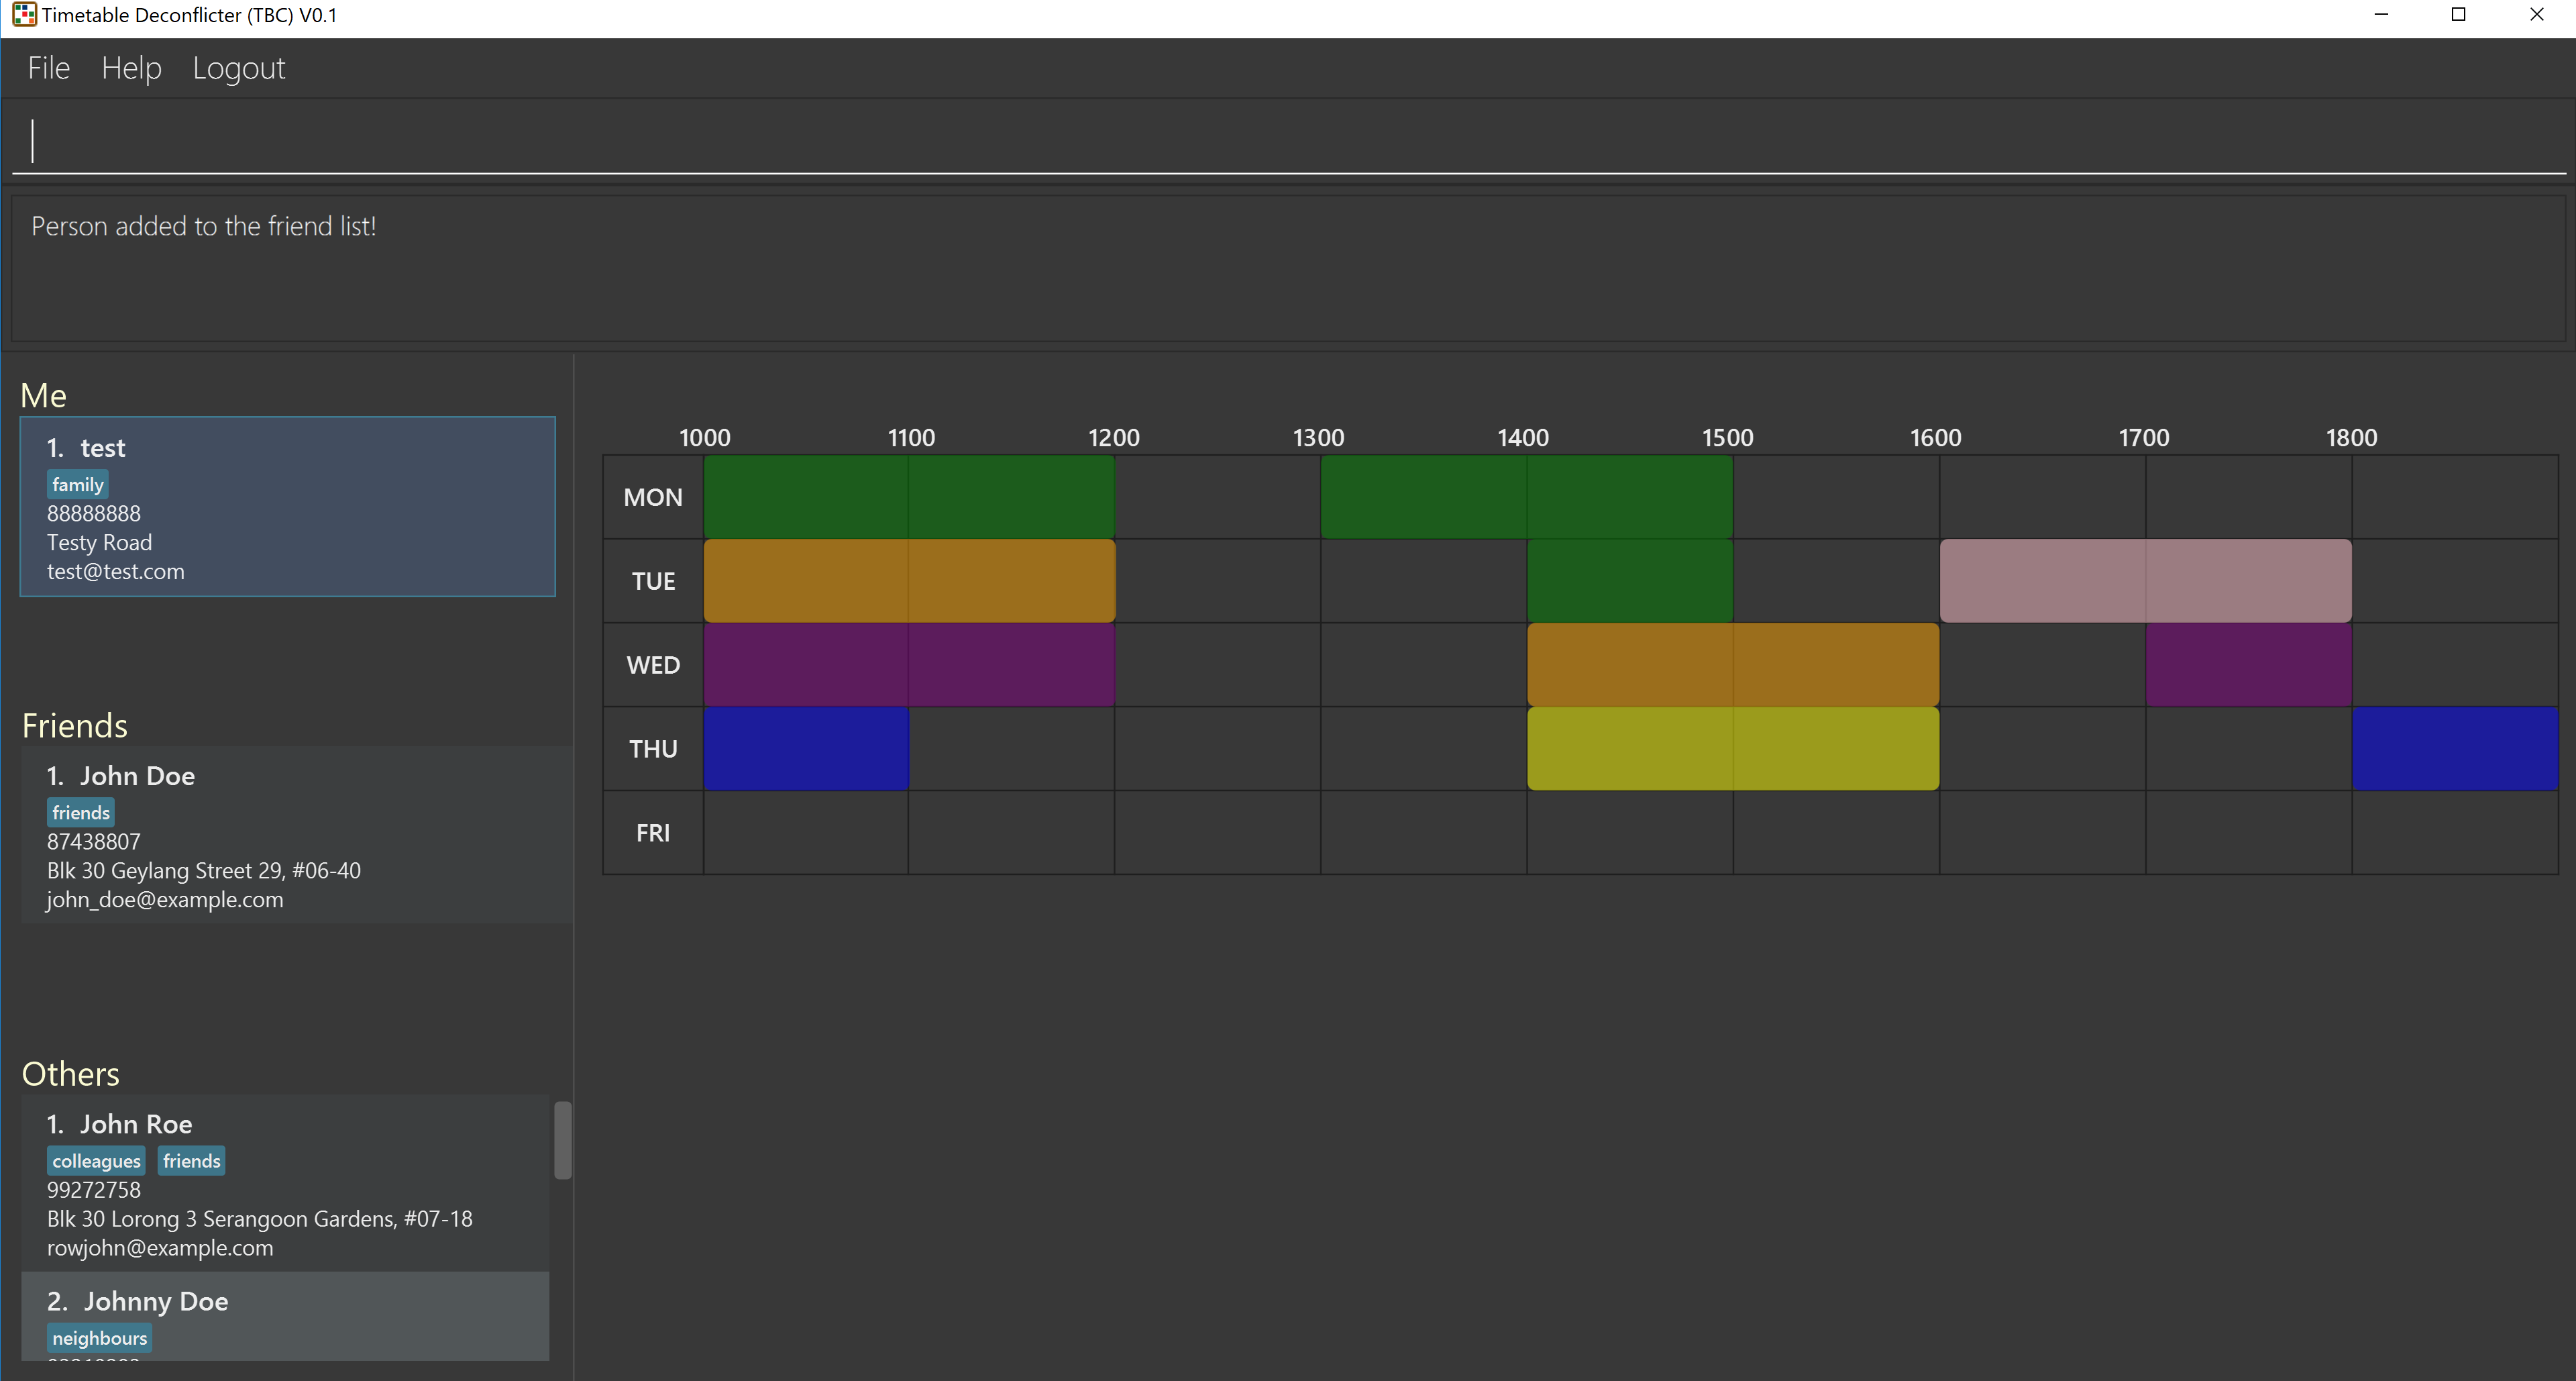 Timetable Deconflicter (TBC) V0.1
File Help Logout
Person added to the friend list!
Me
1. test
family
88888888
Testy Road
test@test.com
Friends
1. John Doe
friends
87438807
Blk 30 Geylang Street 29, #06-40
john_doe@example.com
Others
1. John Roe
colleagues friends
99272758
Blk 30 Lorong 3 Serangoon Gardens, #07-18
rowjohn@example.com
2. Johnny Doe
neighbours
1000 1100 1200 1300 1400 1500 1600 1700 1800
MON
TUE
WED
THU
FRI